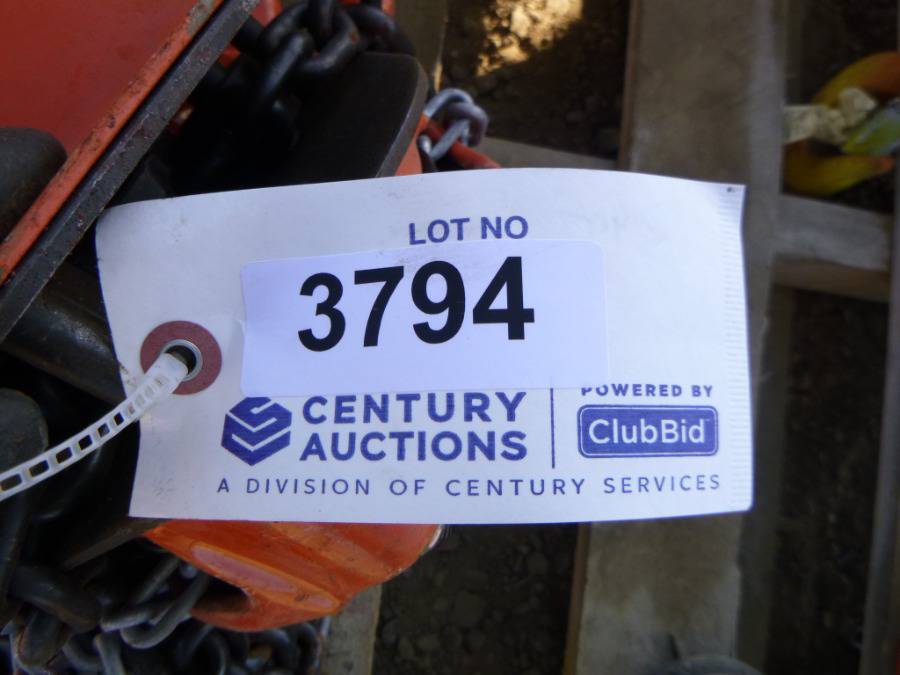 LOT NO
3794
CENTURY
AUCTIONS
POWERED BY
ClubBid
A DIVISION OF CENTURY SERVICES